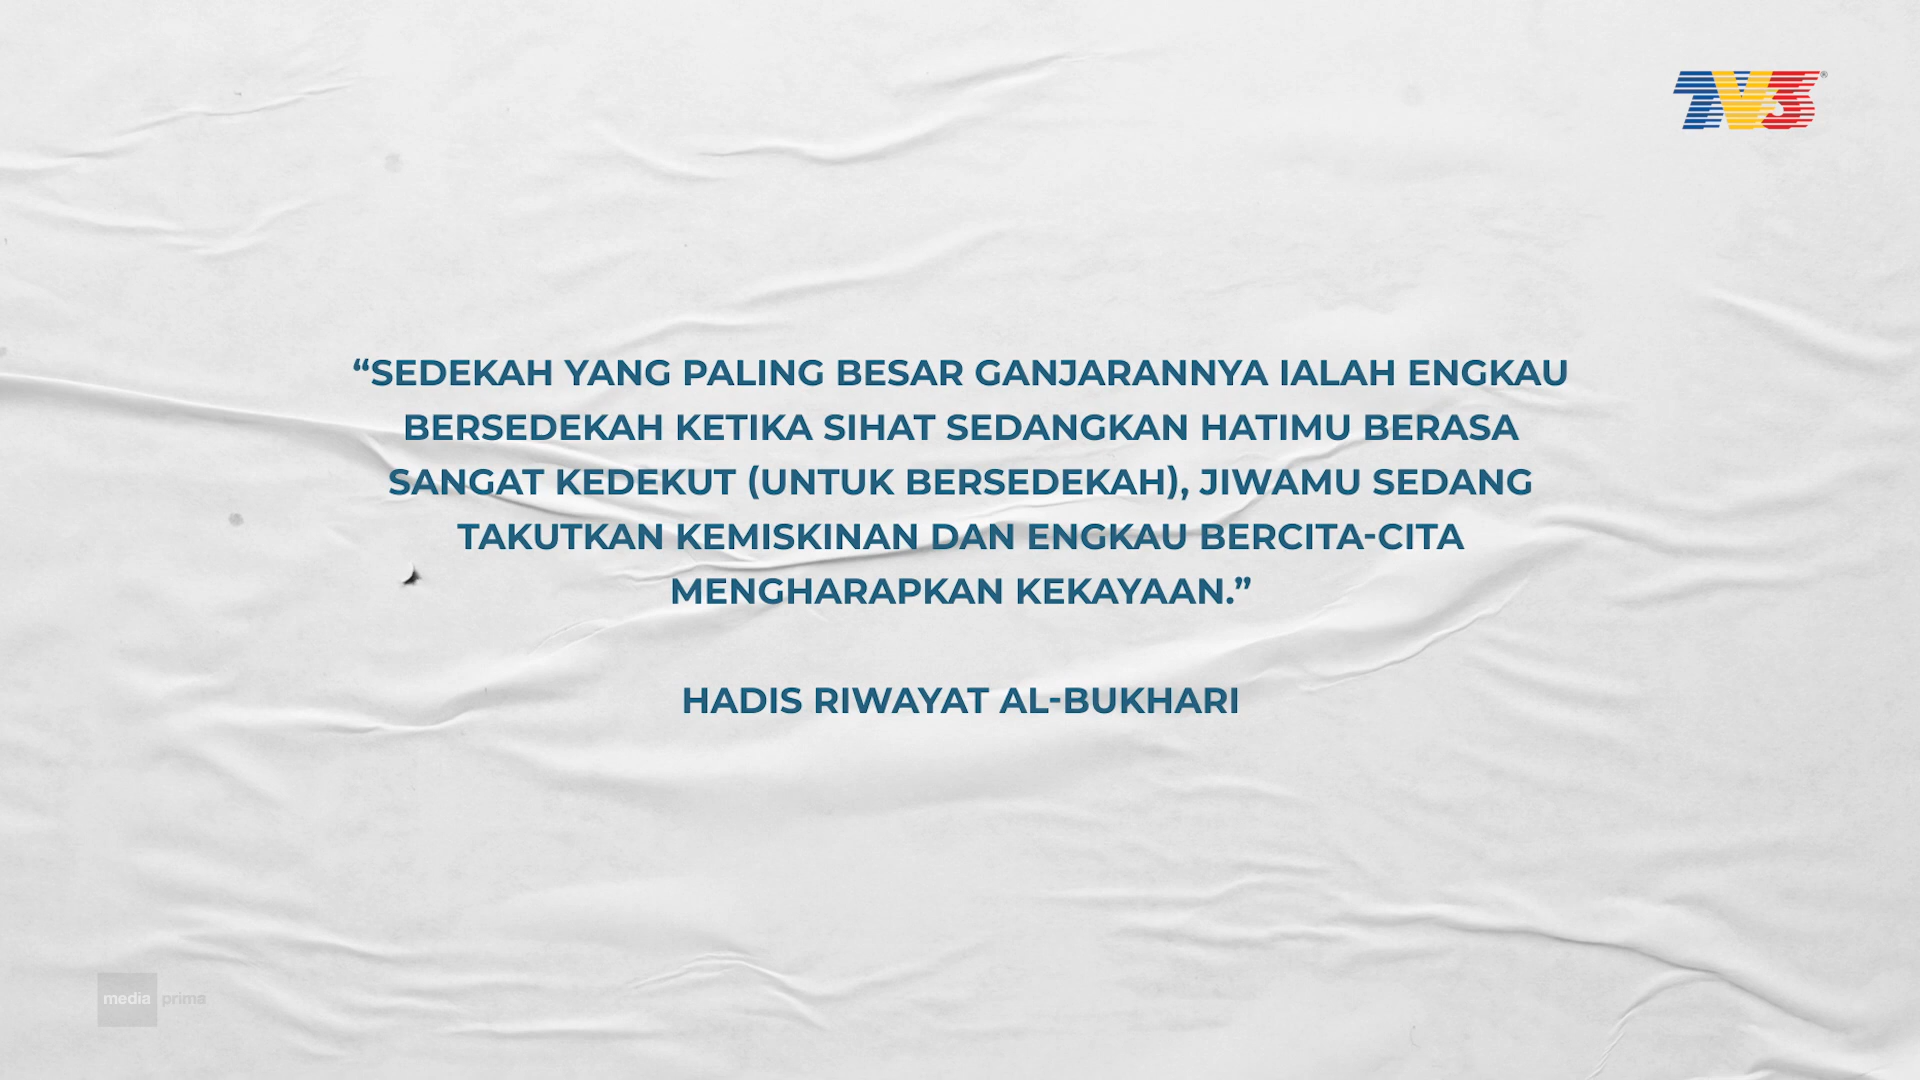 TV3®
“SEDEKAH YANG PALING BESAR GANJARANNYA IALAH ENGKAU
BERSEDEKAH KETIKA SIHAT SEDANGKAN HATIMU BERASA
SANGAT KEDEKUT (UNTUK BERSEDEKAH), JIWAMU SEDANG
TAKUTKAN KEMISKINAN DAN ENGKAU BERCITA-CITA
MENGHARAPKAN KEKAYAAN.”
HADIS RIWAYAT AL-BUKHARI
media prima